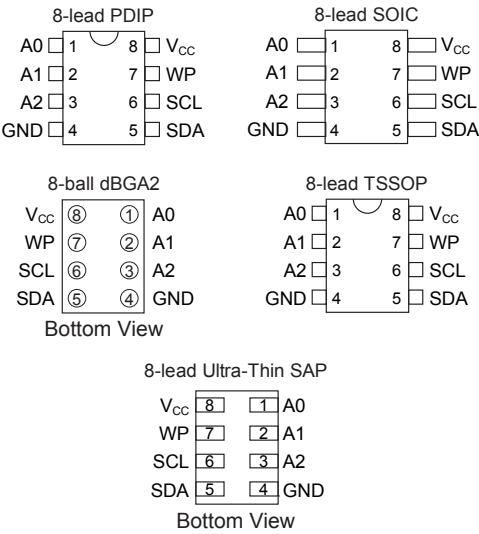 8-lead PDIP
A0 1 8 VCC
A1 2 7 WP
A2 3 6 SCL
GND 4 5 SDA
8-lead SOIC
A0 1 8 VCC
A1 2 7 WP
A2 3 6 SCL
GND 4 5 SDA
8-ball dBGA2
VCC 8 1 A0
WP 7 2 A1
SCL 6 3 A2
SDA 5 4 GND
Bottom View
8-lead TSSOP
A0 1 8 VCC
A1 2 7 WP
A2 3 6 SCL
GND 4 5 SDA
8-lead Ultra-Thin SAP
VCC 8 1 A0
WP 7 2 A1
SCL 6 3 A2
SDA 5 4 GND
Bottom View